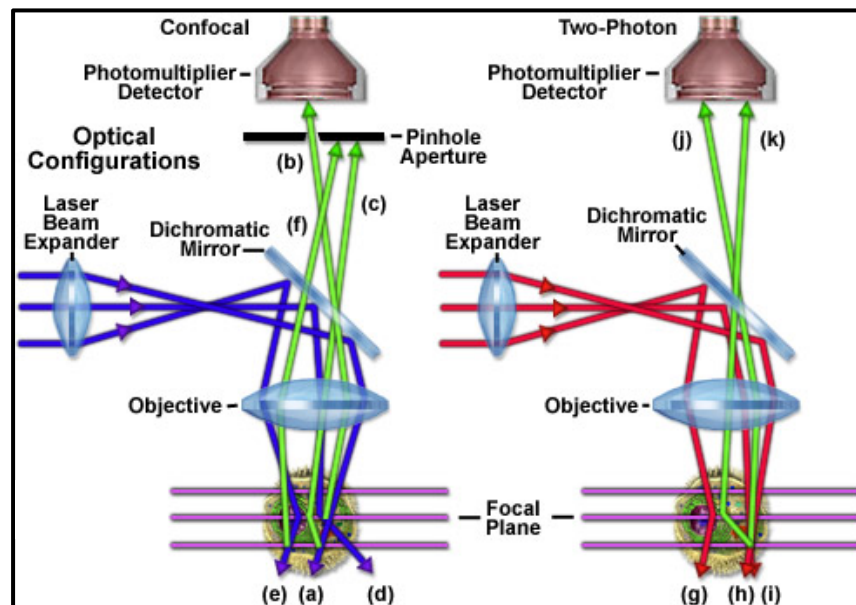 Confocal
Two-Photon
Photomultiplier
Detector
Photomultiplier
Detector
Optical
Configurations
Pinhole
Aperture
(b)
(c)
(f)
(j)
(k)
Laser
Beam
Expander
Dichromatic
Mirror
Laser
Beam
Expander
Dichromatic
Mirror
Objective
Objective
Focal
Plane
(e)
(a)
(d)
(g)
(h)
(i)